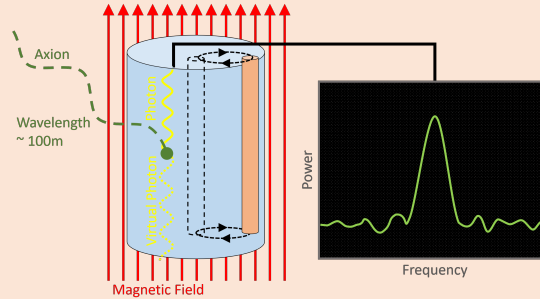 Axion
Wavelength
~ 100m
Photon
Virtual Photon
Magnetic Field
Power
Frequency